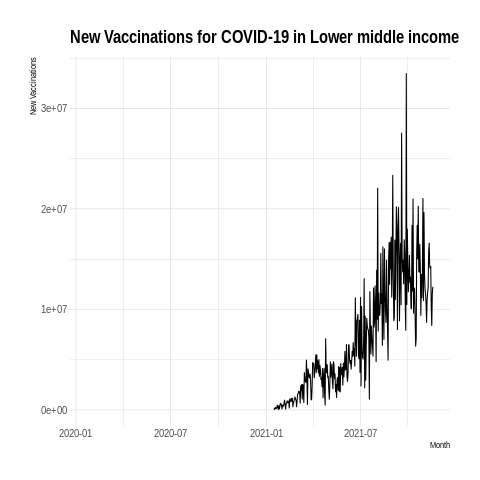 New Vaccinations for COVID-19 in Lower middle income
New Vaccinations
3e+07
2e+07
1e+07
0e+00
2020-01 2020-07 2021-01 2021-07
Month